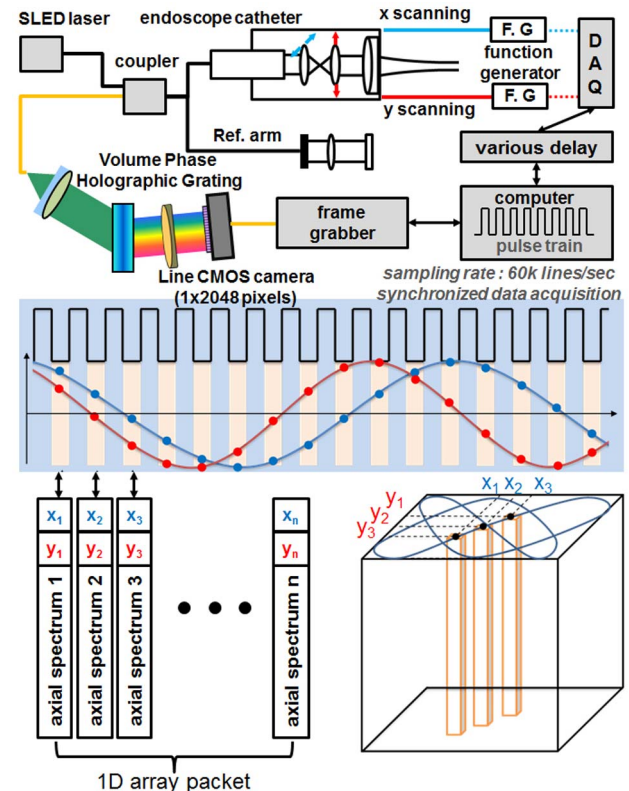 SLED laser
endoscope catheter
x scanning
F. G
D
A
Q
coupler
function
generator
F. G
y scanning
Ref. arm
various delay
Volume Phase
Holographic Grating
frame
grabber
computer
pulse train
Line CMOS camera
(1x2048 pixels)
sampling rate : 60k lines/sec
synchronized data acquisition
x1 x2 x3 xn
y1 y2 y3 yn
axial spectrum 1
axial spectrum 2
axial spectrum 3
axial spectrum n
1D array packet
x1 x2 x3
y1
y2
y3